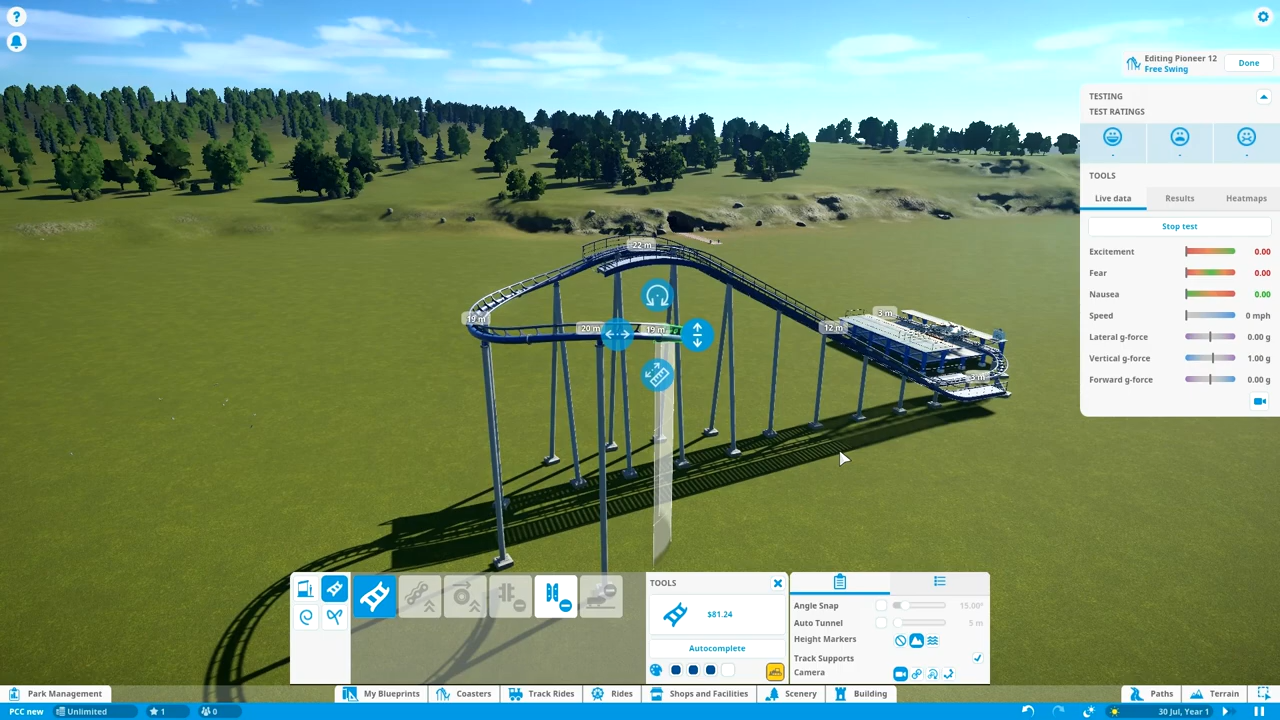 ?
Editing Pioneer 12
Free Swing
Done
TESTING
TEST RATINGS
-
-
-
TOOLS
Live data
Results
Heatmaps
Stop test
Excitement
0.00
Fear
0.00
Nausea
0.00
Speed
0 mph
Lateral g-force
0.00 g
Vertical g-force
1.00 g
Forward g-force
0.00 g
22 m
19 m
20 m
19 m
12 m
3 m
TOOLS
$81.24
Autocomplete
Angle Snap
15.00°
Auto Tunnel
5 m
Height Markers
Track Supports
Camera
Park Management
My Blueprints
Coasters
Track Rides
Rides
Shops and Facilities
Scenery
Building
Paths
Terrain
PCC new
Unlimited
1
0
30 Jul, Year 1